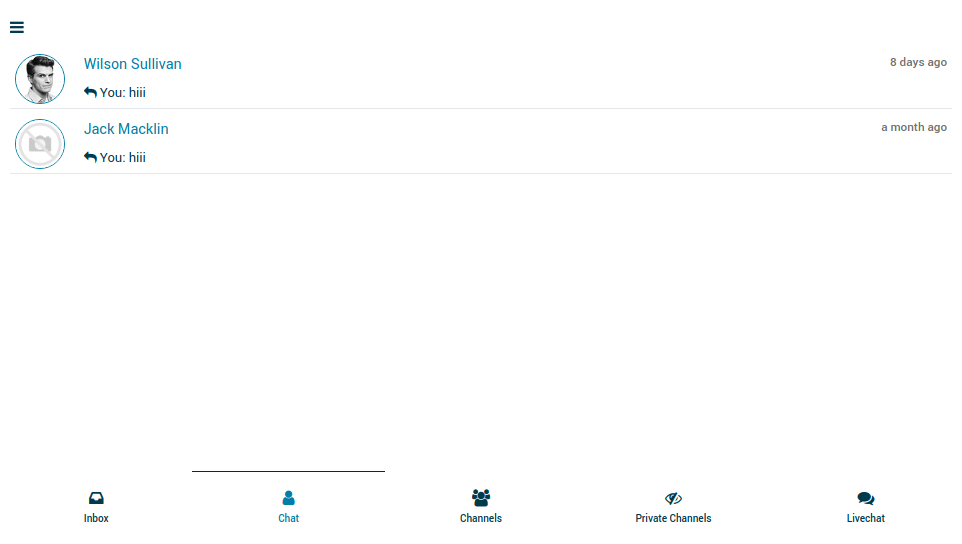 Wilson Sullivan
8 days ago
You: hiii
Jack Macklin
a month ago
You: hiii
Inbox
Chat
Channels
Private Channels
Livechat